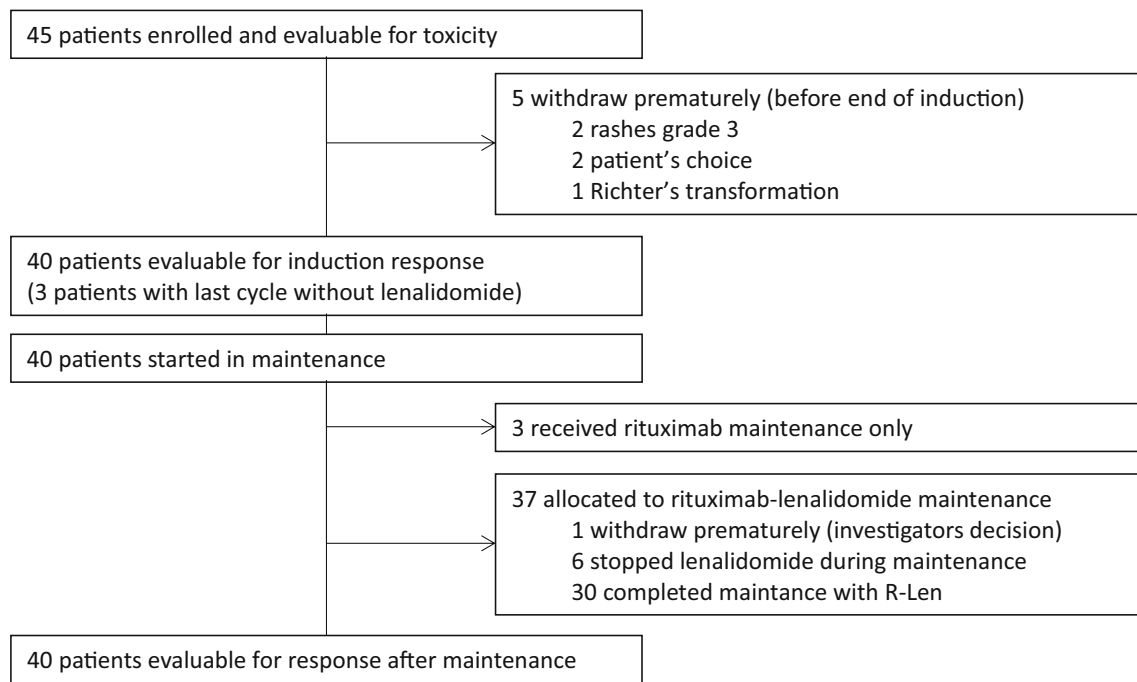 45 patients enrolled and evaluable for toxicity
5 withdraw prematurely (before end of induction)
2 rashes grade 3
2 patient's choice
1 Richter's transformation
40 patients evaluable for induction response
(3 patients with last cycle without lenalidomide)
40 patients started in maintenance
3 received rituximab maintenance only
37 allocated to rituximab-lenalidomide maintenance
1 withdraw prematurely (investigators decision)
6 stopped lenalidomide during maintenance
30 completed maintance with R-Len
40 patients evaluable for response after maintenance